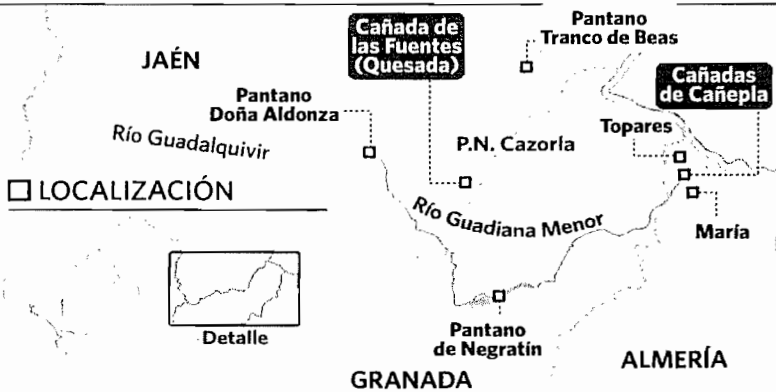 Pantano
Tranco de Beas
Cañada de
las Fuentes
(Quesada)
JAÉN
Cañadas
de Cañepla
Pantano
Doña Aldonza
Topares
Río Guadalquivir
P.N. Cazorla
LOCALIZACIÓN
Río Guadiana Menor
María
Detalle
Pantano
de Negratín
ALMERÍA
GRANADA